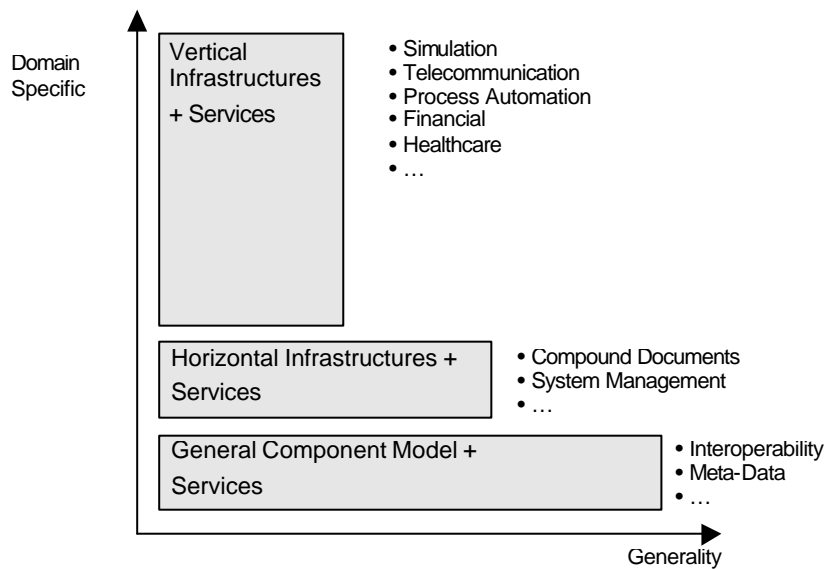 Domain
Specific
Vertical
Infrastructures
+ Services
• Simulation
• Telecommunication
• Process Automation
• Financial
• Healthcare
• …
Horizontal Infrastructures +
Services
• Compound Documents
• System Management
• …
General Component Model +
Services
• Interoperability
• Meta-Data
• …
Generality